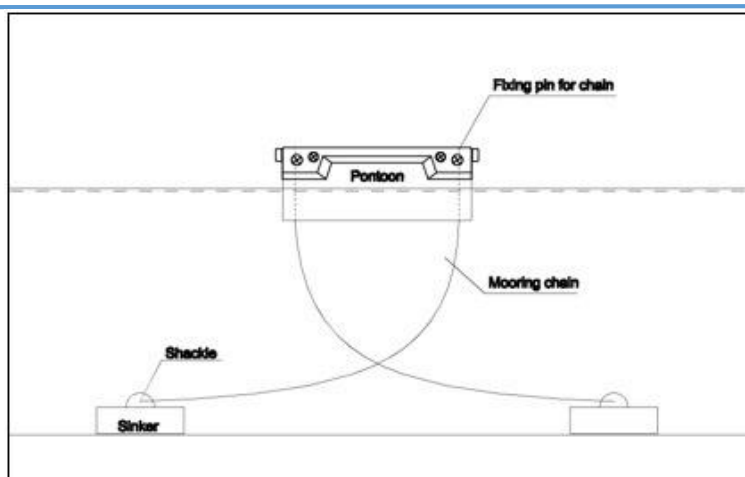 Fixing pin for chain
Pontoon
Mooring chain
Shackle
Sinker